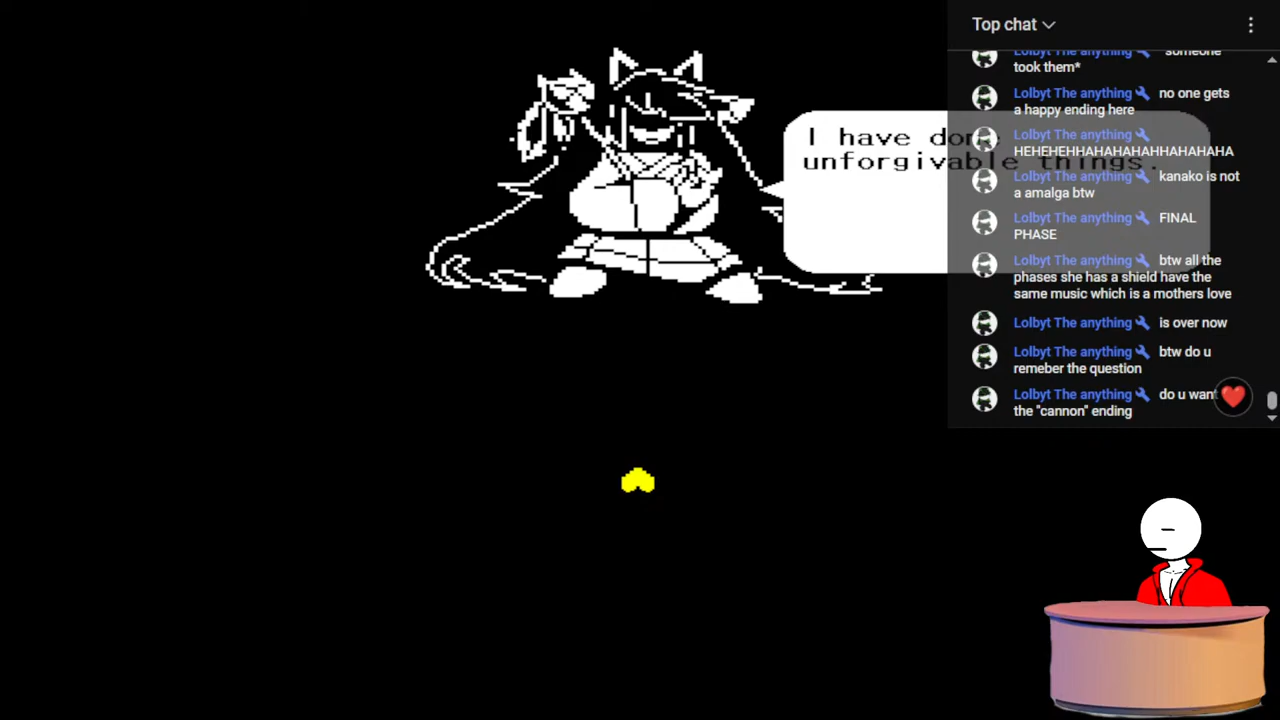 I have done
unforgivable things.
Top chat
Lolbyt The anything someone
took them*
Lolbyt The anything no one gets
a happy ending here
Lolbyt The anything
HEHEHEHHAHAHAHAHHAHAHAHA
Lolbyt The anything kanako is not
a amalga btw
Lolbyt The anything FINAL
PHASE
Lolbyt The anything btw all the
phases she has a shield have the
same music which is a mothers love
Lolbyt The anything is over now
Lolbyt The anything btw do u
remeber the question
Lolbyt The anything do u want
the "cannon" ending